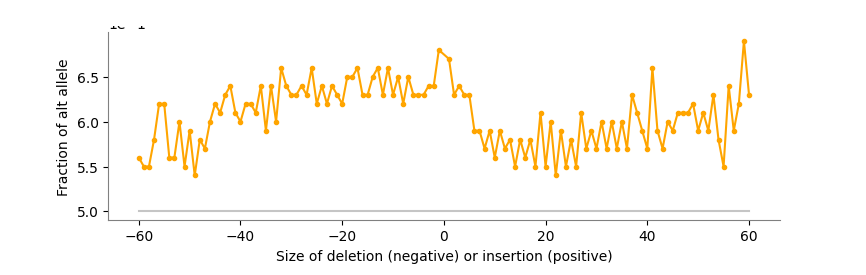 6.5
6.0
5.5
5.0
Fraction of alt allele
−60 −40 −20 0 20 40 60
Size of deletion (negative) or insertion (positive)